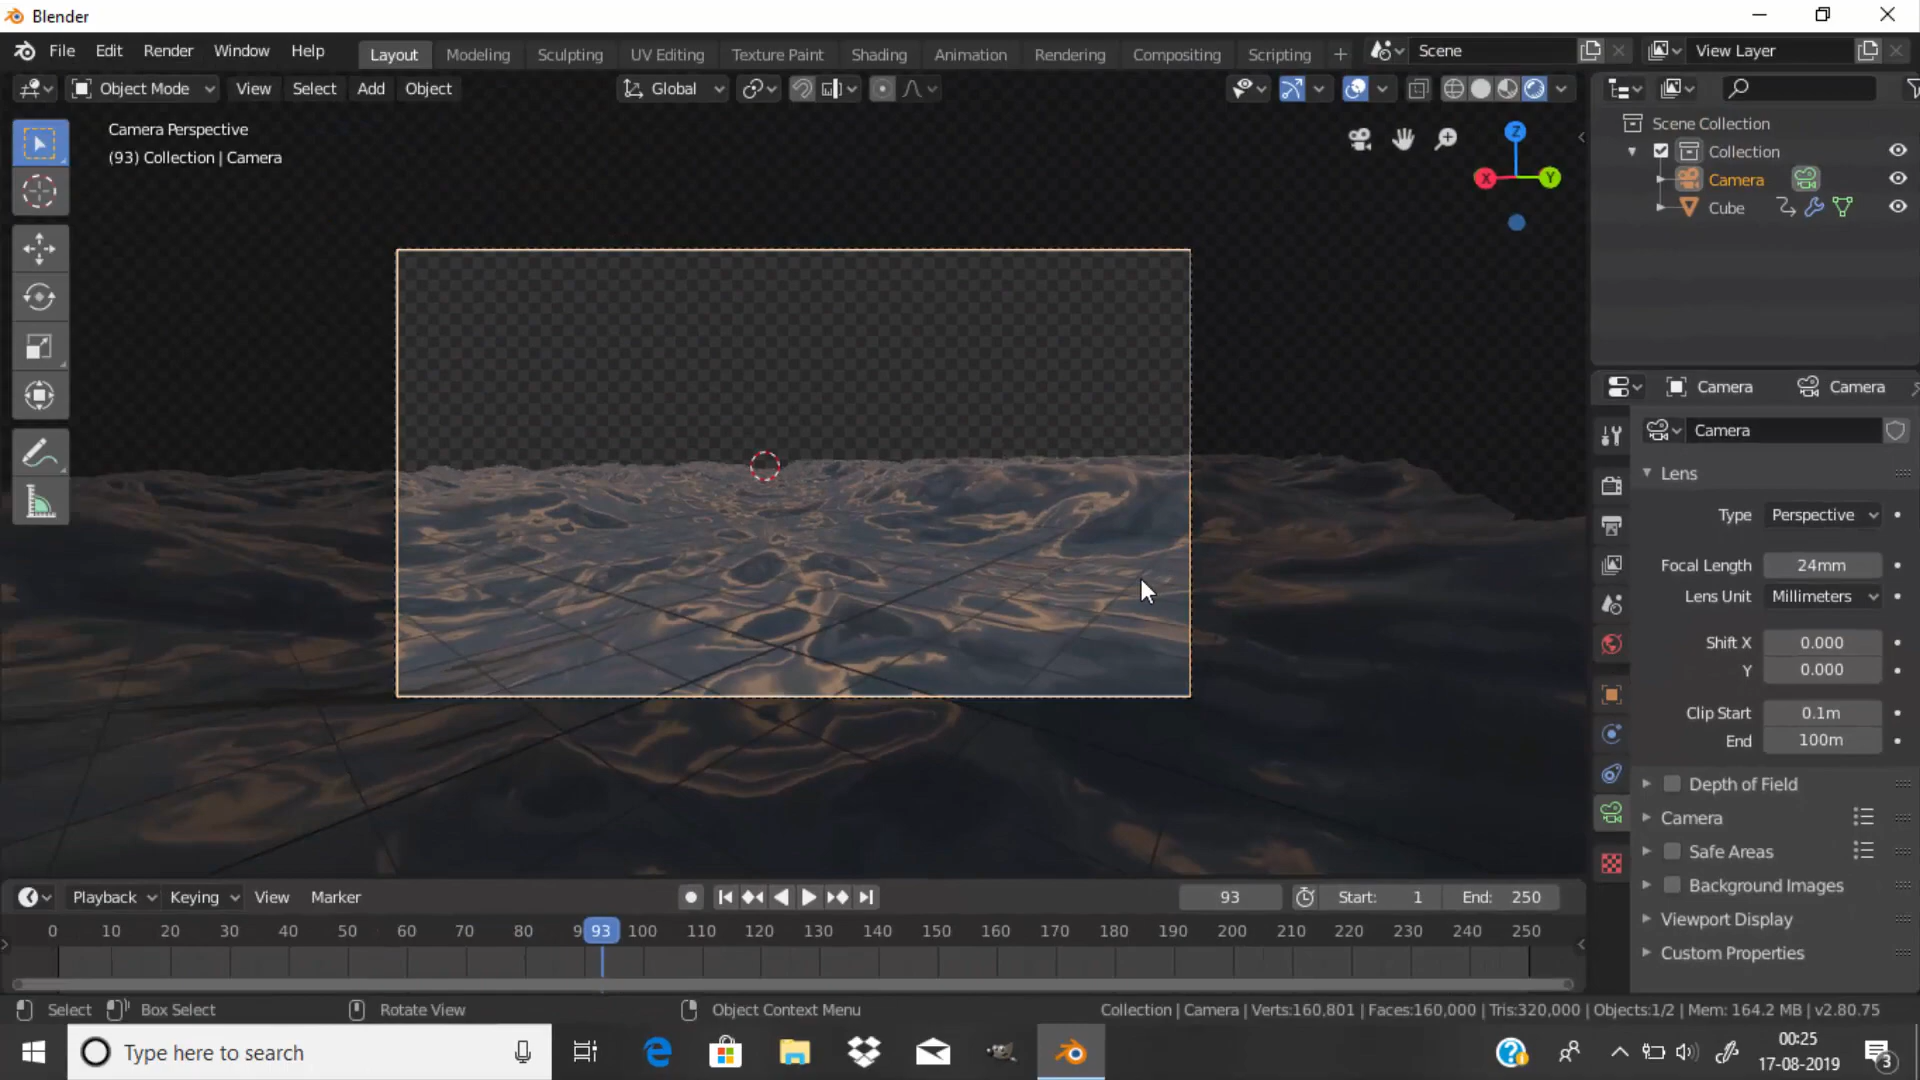 Blender
File Edit Render Window Help Layout Modeling Sculpting UV Editing Texture Paint Shading Animation Rendering Compositing Scripting + Scene View Layer
Object Mode View Select Add Object Global
Camera Perspective
(93) Collection | Camera
Z
X
Y
Scene Collection
Collection
Camera
Cube
Camera Camera
Camera
Lens
Type Perspective
Focal Length 24mm
Lens Unit Millimeters
Shift X 0.000
Y 0.000
Clip Start 0.1m
End 100m
Depth of Field
Camera
Safe Areas
Background Images
Viewport Display
Custom Properties
Playback Keying View Marker 93 Start: 1 End: 250
0 10 20 30 40 50 60 70 80 9 93 100 110 120 130 140 150 160 170 180 190 200 210 220 230 240 250
Select Box Select Rotate View Object Context Menu Collection | Camera | Verts:160,801 | Faces:160,000 | Tris:320,000 | Objects:1/2 | Mem: 164.2 MB | v2.80.75
Type here to search
00:25
17-08-2019
3